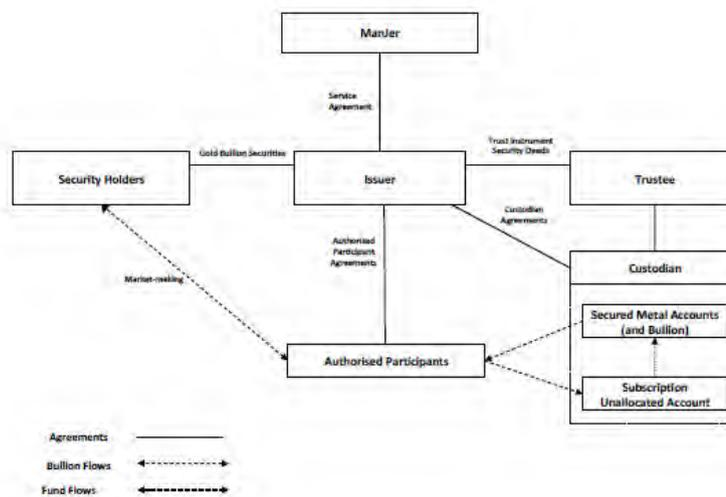 ManJer
Service
Agreement
Gold Bullion Securities
Trust Instrument
Security Deeds
Security Holders
Issuer
Trustee
Custodian
Agreements
Authorised
Participant
Agreements
Custodian
Market-making
Secured Metal Accounts
(and Bullion)
Authorised Participants
Subscription
Unallocated Account
Agreements
Bullion Flows
Fund Flows